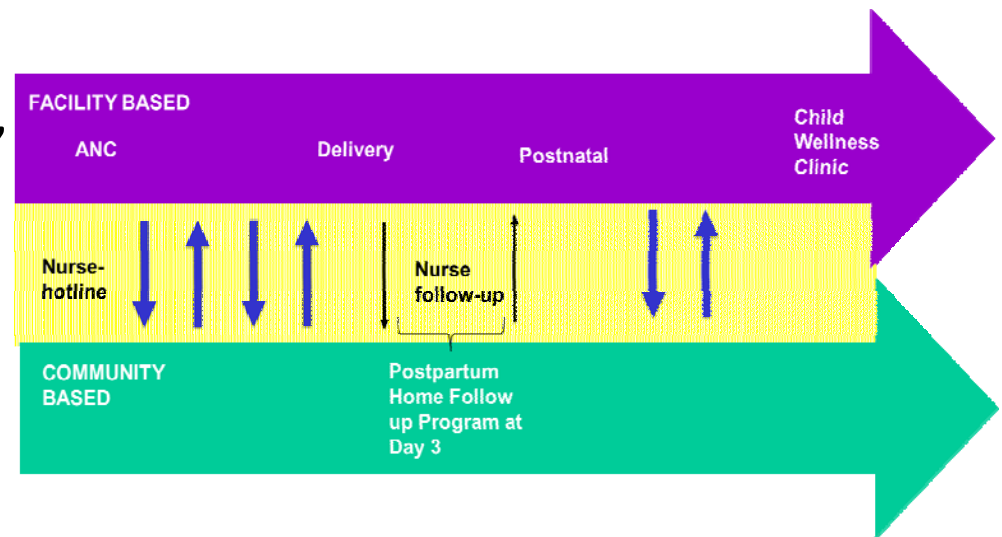 FACILITY BASED
ANC
Delivery
Postnatal
Child
Wellness
Clinic
Nurse-
hotline
Nurse
follow-up
COMMUNITY
BASED
Postpartum
Home Follow
up Program at
Day 3